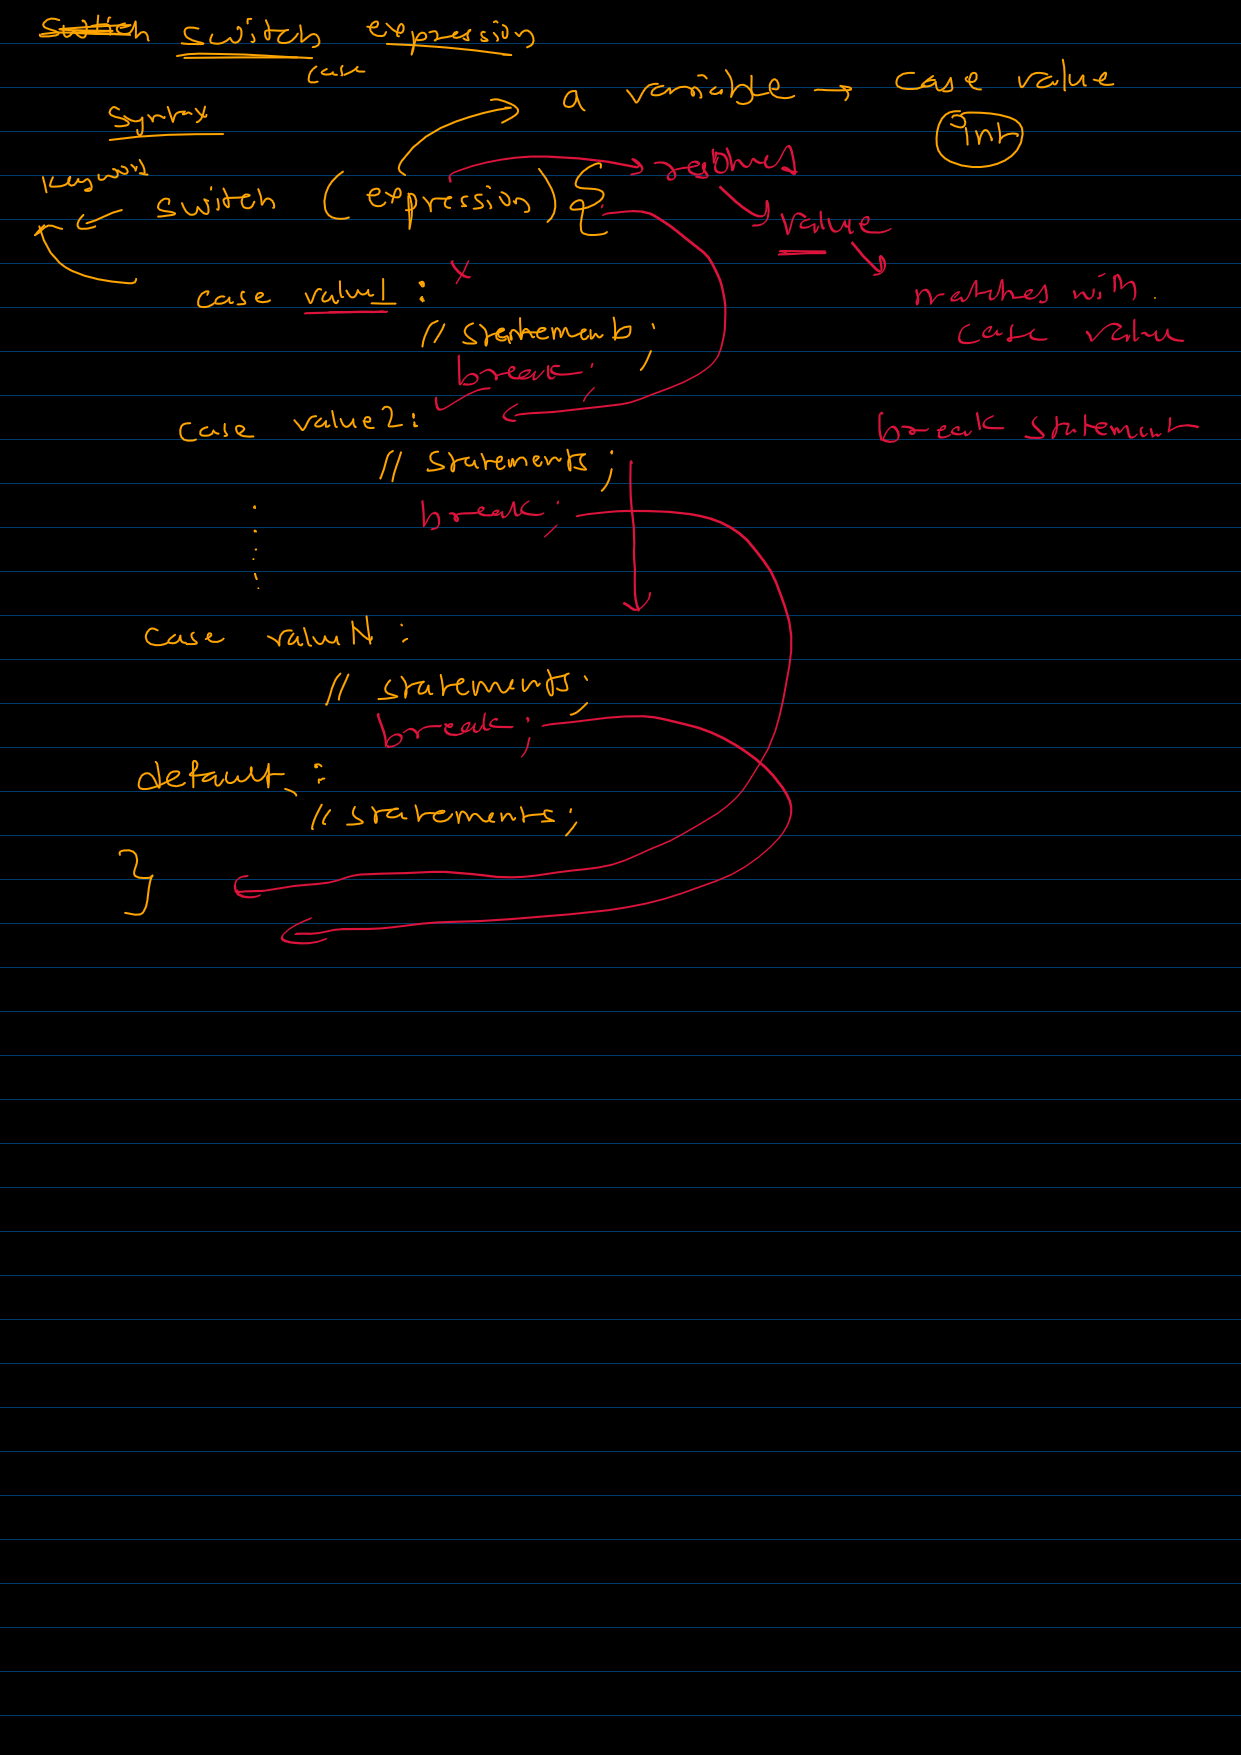 switch expression
case
a variable → case value
int
Syntax
keyword
switch (expression) {
resolves
value
matches with
case value
case value1 : x
// statements;
break;
case value2 :
break statement
// statements;
break;
case valueN :
// statements;
break;
default :
// statements;
}